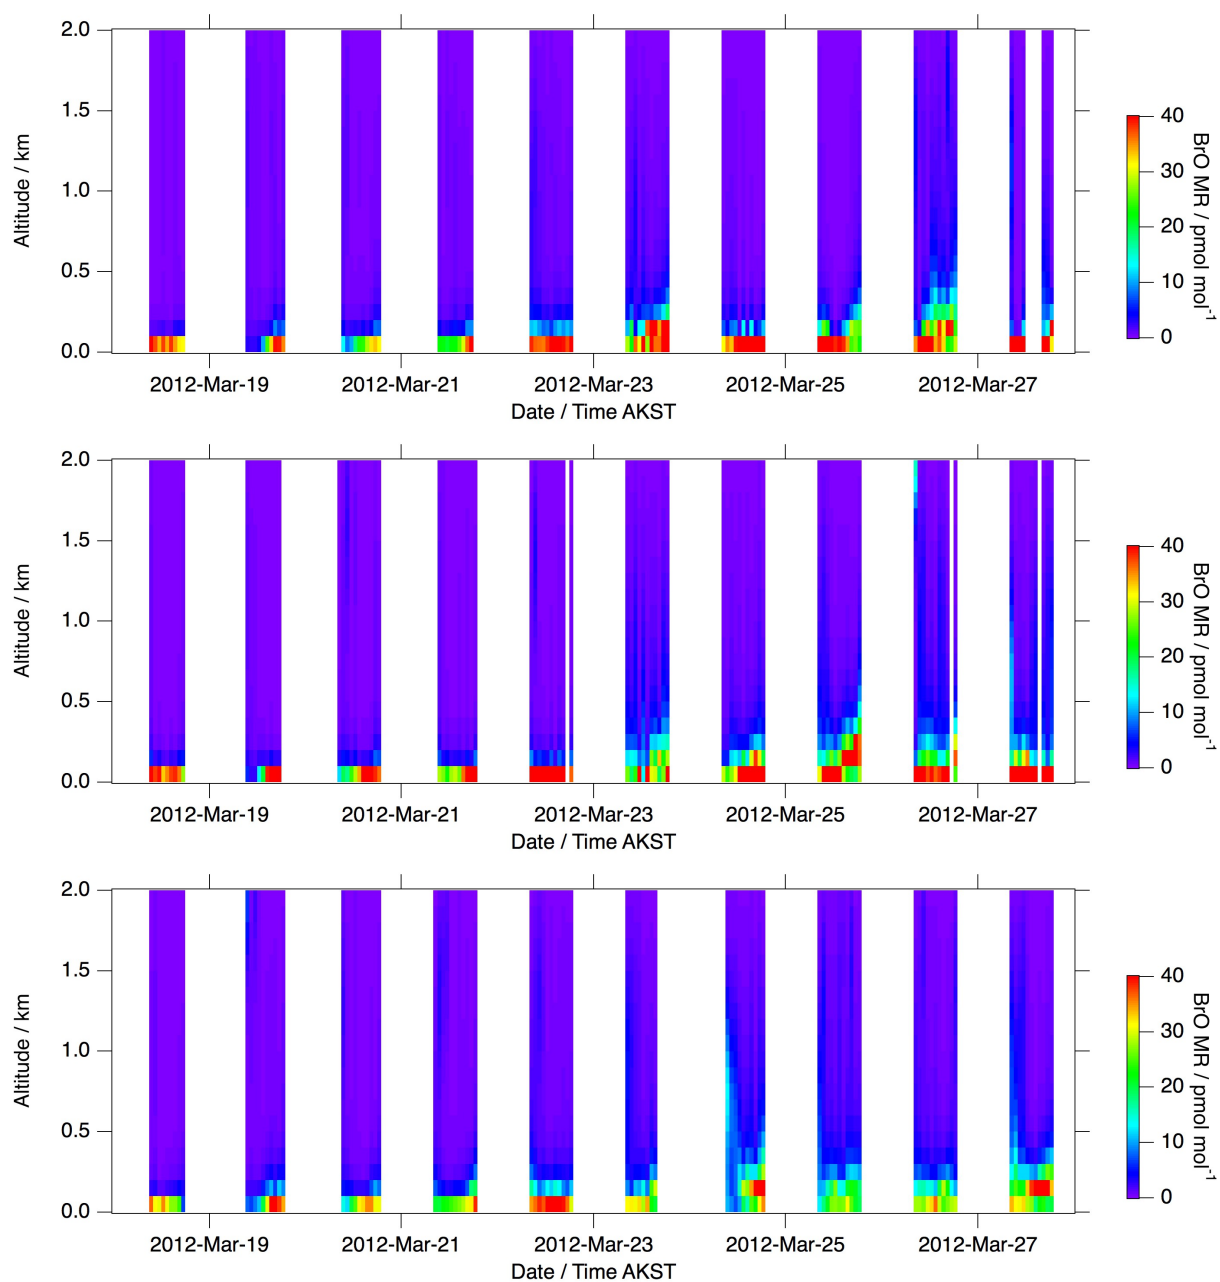 2.0
1.5
1.0
0.5
0.0
Altitude / km
2012-Mar-19 2012-Mar-21 2012-Mar-23 2012-Mar-25 2012-Mar-27
Date / Time AKST
40
30
20
10
0
BrO MR / pmol mol-1
2.0
1.5
1.0
0.5
0.0
Altitude / km
2012-Mar-19 2012-Mar-21 2012-Mar-23 2012-Mar-25 2012-Mar-27
Date / Time AKST
40
30
20
10
0
BrO MR / pmol mol-1
2.0
1.5
1.0
0.5
0.0
Altitude / km
2012-Mar-19 2012-Mar-21 2012-Mar-23 2012-Mar-25 2012-Mar-27
Date / Time AKST
40
30
20
10
0
BrO MR / pmol mol-1